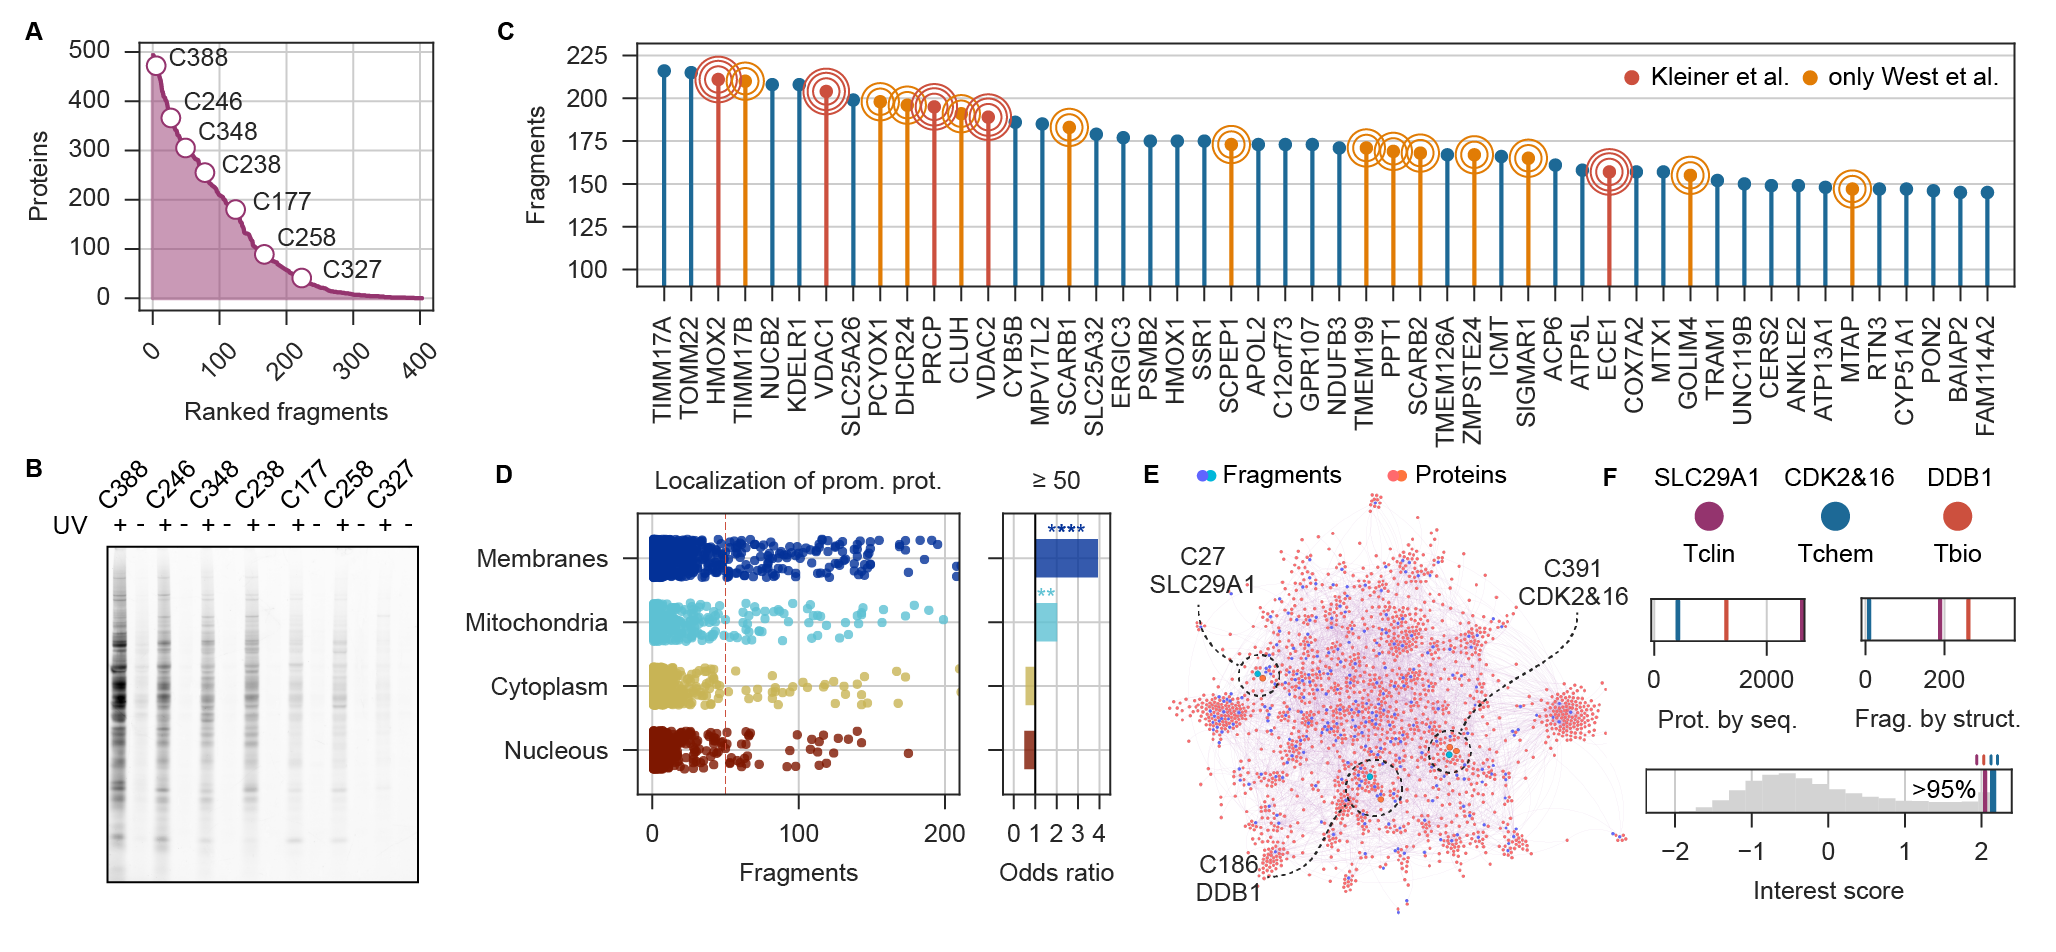 A
500
400
300
200
100
0
Proteins
C388
C246
C348
C238
C177
C258
C327
0
100
200
300
400
Ranked fragments
B
C388
C246
C348
C238
C177
C258
C327
UV + - + - + - + - + - + - + -
C
225
200
175
150
125
100
Fragments
Kleiner et al.
only West et al.
TIMM17A
TOMM22
HMOX2
TIMM17B
NUCB2
KDELR1
VDAC1
SLC25A26
PCYOX1
DHCR24
PRCP
CLUH
VDAC2
CYB5B
MPV17L2
SCARB1
SLC25A32
ERGIC3
PSMB2
HMOX1
SSR1
SCPEP1
APOL2
C12orf73
GPR107
NDUFB3
TMEM199
PPT1
SCARB2
TMEM126A
ZMPSTE24
ICMT
SIGMAR1
ACP6
ATP5L
ECE1
COX7A2
MTX1
GOLIM4
TRAM1
UNC119B
CERS2
ANKLE2
ATP13A1
MTAP
RTN3
CYP51A1
PON2
BAIAP2
FAM114A2
D
Localization of prom. prot.
≥ 50
Membranes
Mitochondria
Cytoplasm
Nucleous
****
**
0 100 200
Fragments
0 1 2 3 4
Odds ratio
E
Fragments
Proteins
C27
SLC29A1
C391
CDK2&16
C186
DDB1
F
SLC29A1 CDK2&16 DDB1
Tclin Tchem Tbio
0 2000
Prot. by seq.
0 200
Frag. by struct.
>95%
−2 −1 0 1 2
Interest score